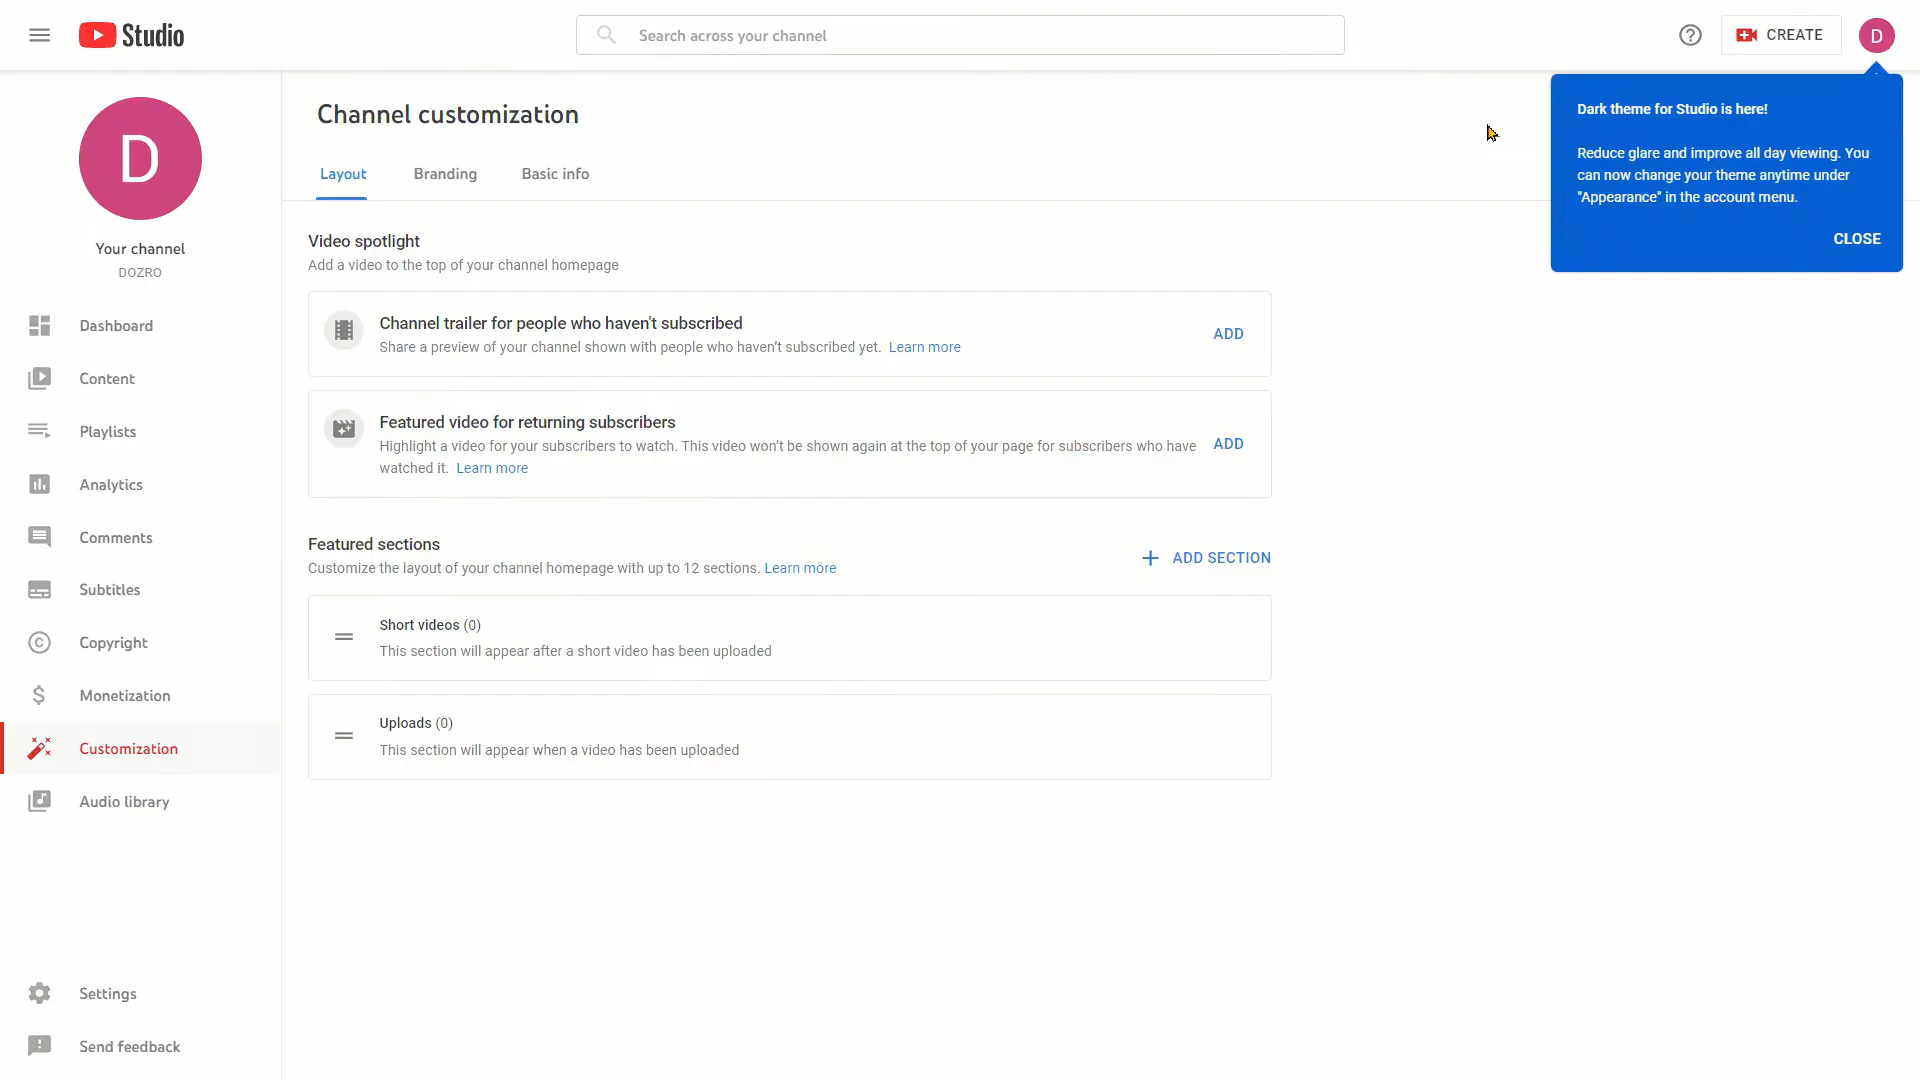 Studio
Search across your channel
CREATE
D
D
Your channel
DOZRO
Dashboard
Content
Playlists
Analytics
Comments
Subtitles
Copyright
Monetization
Customization
Audio library
Settings
Send feedback
Channel customization
Layout
Branding
Basic info
Video spotlight
Add a video to the top of your channel homepage
Channel trailer for people who haven't subscribed
Share a preview of your channel shown with people who haven’t subscribed yet. Learn more
ADD
Featured video for returning subscribers
Highlight a video for your subscribers to watch. This video won’t be shown again at the top of your page for subscribers who have
watched it. Learn more
ADD
Featured sections
Customize the layout of your channel homepage with up to 12 sections. Learn more
ADD SECTION
Short videos (0)
This section will appear after a short video has been uploaded
Uploads (0)
This section will appear when a video has been uploaded
Dark theme for Studio is here!
Reduce glare and improve all day viewing. You
can now change your theme anytime under
"Appearance" in the account menu.
CLOSE